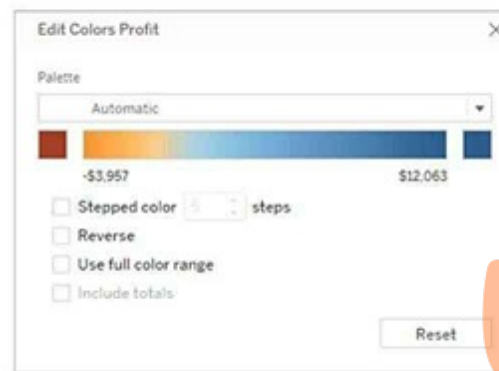 Edit Colors Profit
Palette
Automatic
-$3,957 $12,063
Stepped color 5 steps
Reverse
Use full color range
Include totals
Reset